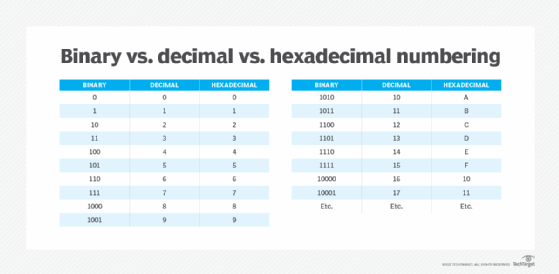 Binary vs. decimal vs. hexadecimal numbering
BINARY DECIMAL HEXADECIMAL
0 0 0
1 1 1
10 2 2
11 3 3
100 4 4
101 5 5
110 6 6
111 7 7
1000 8 8
1001 9 9
BINARY DECIMAL HEXADECIMAL
1010 10 A
1011 11 B
1100 12 C
1101 13 D
1110 14 E
1111 15 F
10000 16 10
10001 17 11
Etc. Etc. Etc.
TechTarget